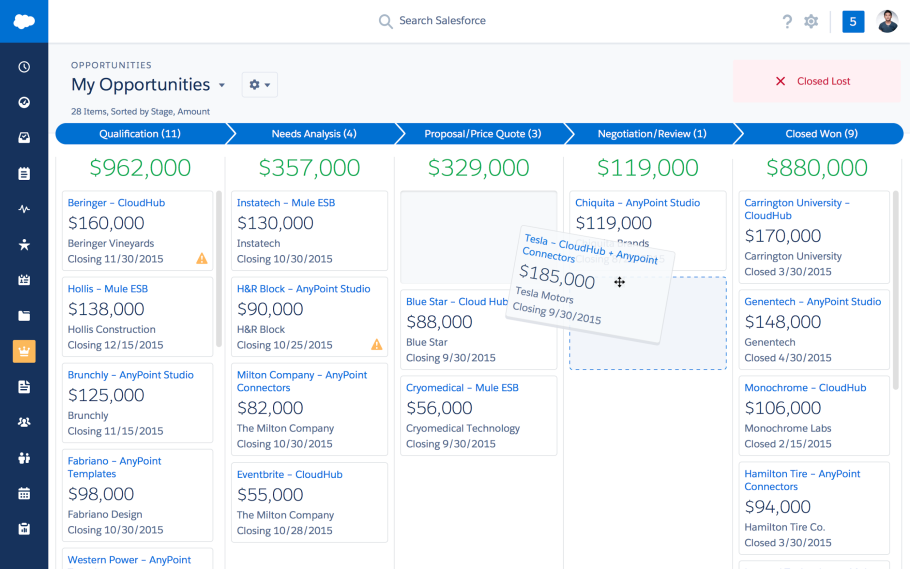 Search Salesforce
?
5
OPPORTUNITIES
My Opportunities
28 Items, Sorted by Stage, Amount
Closed Lost
Qualification (11)
Needs Analysis (4)
Proposal/Price Quote (3)
Negotiation/Review (1)
Closed Won (9)
$962,000
$357,000
$329,000
$119,000
$880,000
Beringer – CloudHub
$160,000
Beringer Vineyards
Closing 11/30/2015
Hollis – Mule ESB
$138,000
Hollis Construction
Closing 12/15/2015
Brunchly – AnyPoint Studio
$125,000
Brunchly
Closing 11/15/2015
Fabriano – AnyPoint
Templates
$98,000
Fabriano Design
Closing 10/30/2015
Western Power – AnyPoint
Instatech – Mule ESB
$130,000
Instatech
Closing 10/30/2015
H&R Block – AnyPoint Studio
$90,000
H&R Block
Closing 10/25/2015
Milton Company – AnyPoint
Connectors
$82,000
The Milton Company
Closing 10/30/2015
Eventbrite – CloudHub
$55,000
The Milton Company
Closing 10/28/2015
Tesla – CloudHub + Anypoint
Connectors
$185,000
Tesla Motors
Closing 9/30/2015
Blue Star – Cloud Hub
$88,000
Blue Star
Closing 9/30/2015
Cryomedical – Mule ESB
$56,000
Cryomedical Technology
Closing 9/30/2015
Chiquita – AnyPoint Studio
$119,000
Brands
Carrington University –
CloudHub
$170,000
Carrington University
Closed 3/30/2015
Genentech – AnyPoint Studio
$148,000
Genentech
Closed 4/30/2015
Monochrome – CloudHub
$106,000
Monochrome Labs
Closed 2/15/2015
Hamilton Tire – AnyPoint
Connectors
$94,000
Hamilton Tire Co.
Closed 3/30/2015